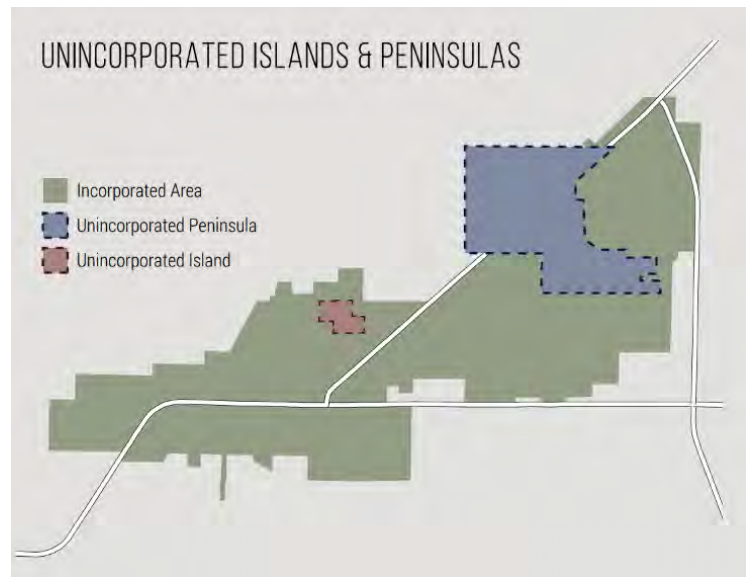 UNINCORPORATED ISLANDS & PENINSULAS
Incorporated Area
Unincorporated Peninsula
Unincorporated Island